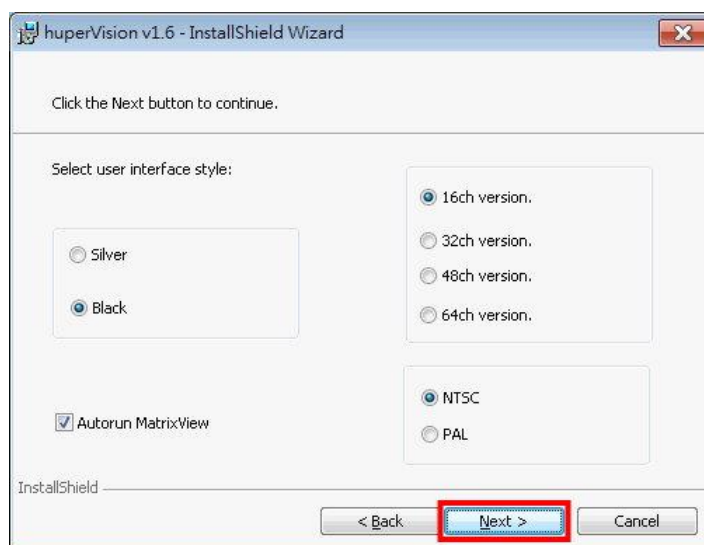 huperVision v1.6 - InstallShield Wizard
Click the Next button to continue.
Select user interface style:
Silver
Black
16ch version.
32ch version.
48ch version.
64ch version.
Autorun MatrixView
NTSC
PAL
InstallShield
< Back
Next >
Cancel